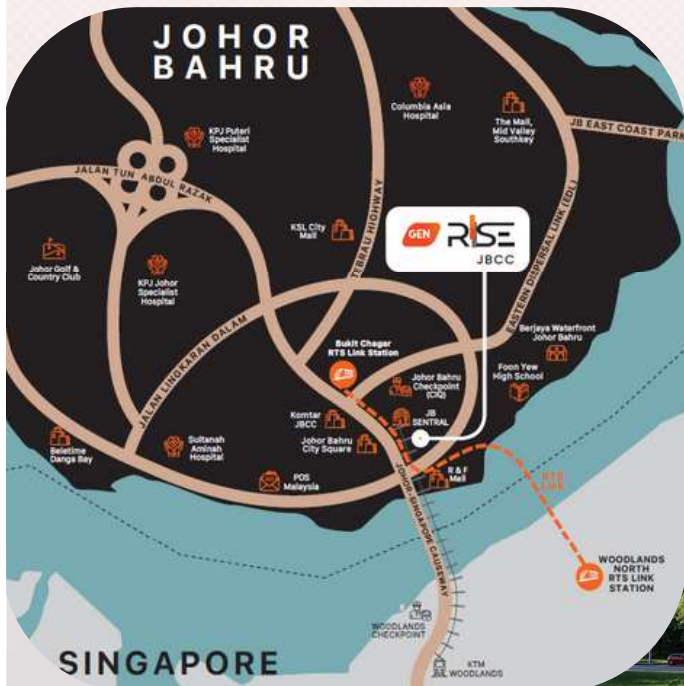 JOHOR
BAHRU
Columbia Asia
Hospital
The Mall,
Mid Valley
Southkey
JB EAST COAST PARK
KPJ Puteri
Specialist
Hospital
JALAN TUN ABDUL RAZAK
KSL City
Mall
TEBRAU HIGHWAY
GEN RISE
JBCC
EASTERN DISPERSAL LINK (EDL)
Johor Golf &
Country Club
KPJ Johor
Specialist
Hospital
JALAN LINGKARAN DALAM
Bukit Chagar
RTS Link Station
Berjaya Waterfront
Johor Bahru
Foon Yew
High School
Johor Bahru
Checkpoint
(CIQ)
Komtar
JBCC
JB
SENTRAL
Johor Bahru
City Square
Beletime
Danga Bay
Sultanah
Aminah
Hospital
POS
Malaysia
R & F
Mall
RTS
LINK
JOHOR-SINGAPORE CAUSEWAY
WOODLANDS
NORTH
RTS LINK
STATION
WOODLANDS
CHECKPOINT
KTM
WOODLANDS
SINGAPORE